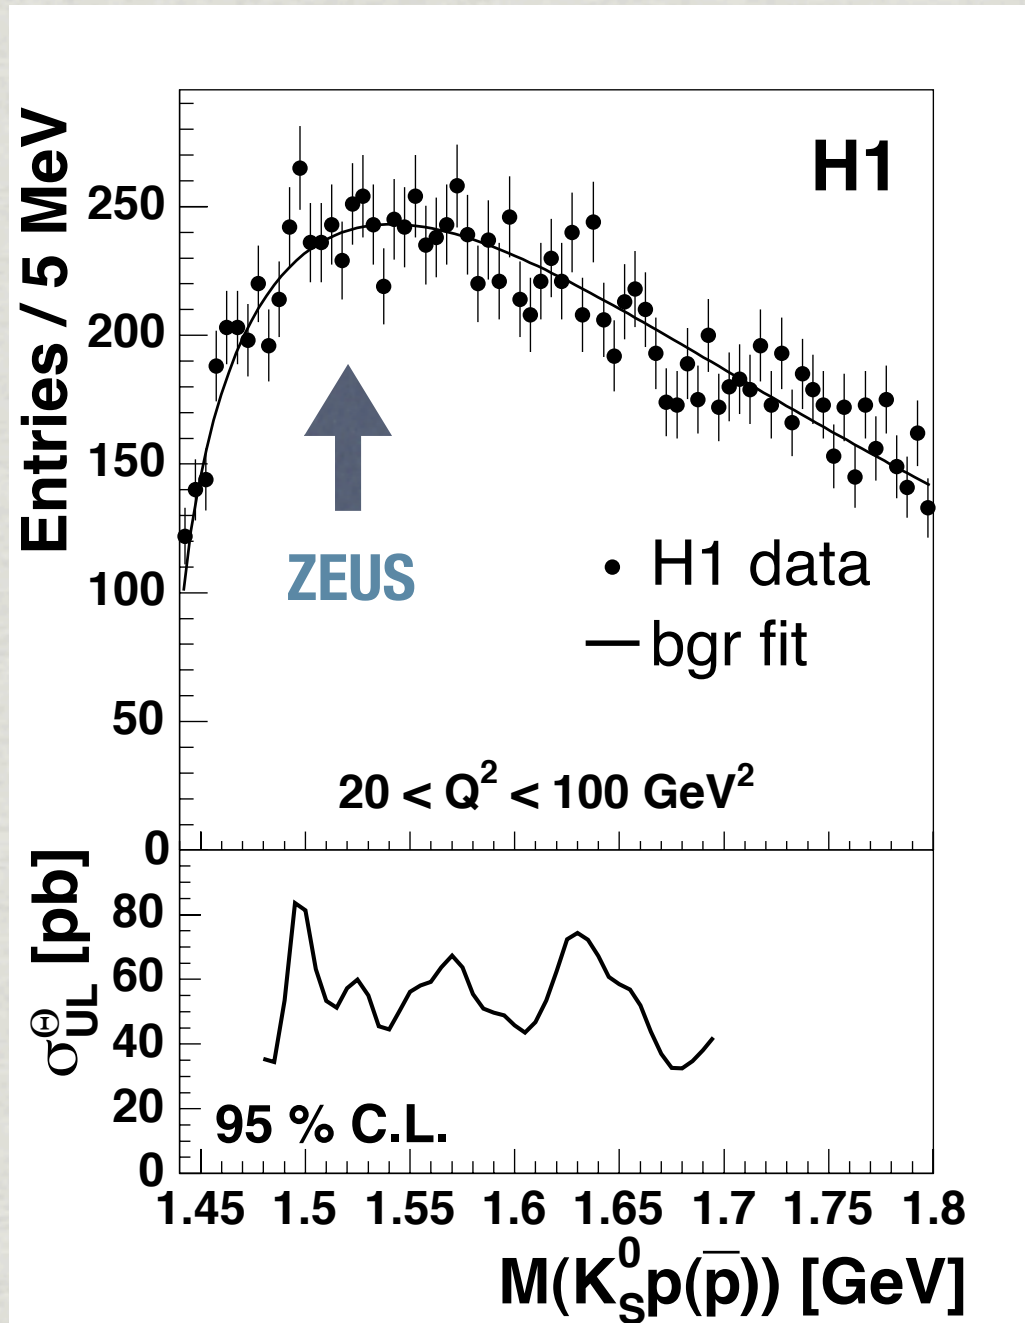 H1
Entries / 5 MeV
250
200
150
100
50
0
ZEUS
H1 data
bgr fit
20 < Q² < 100 GeV²
σ^Θ_UL [pb]
80
60
40
20
0
95 % C.L.
1.45 1.5 1.55 1.6 1.65 1.7 1.75 1.8
M(K⁰_S p(p̅)) [GeV]